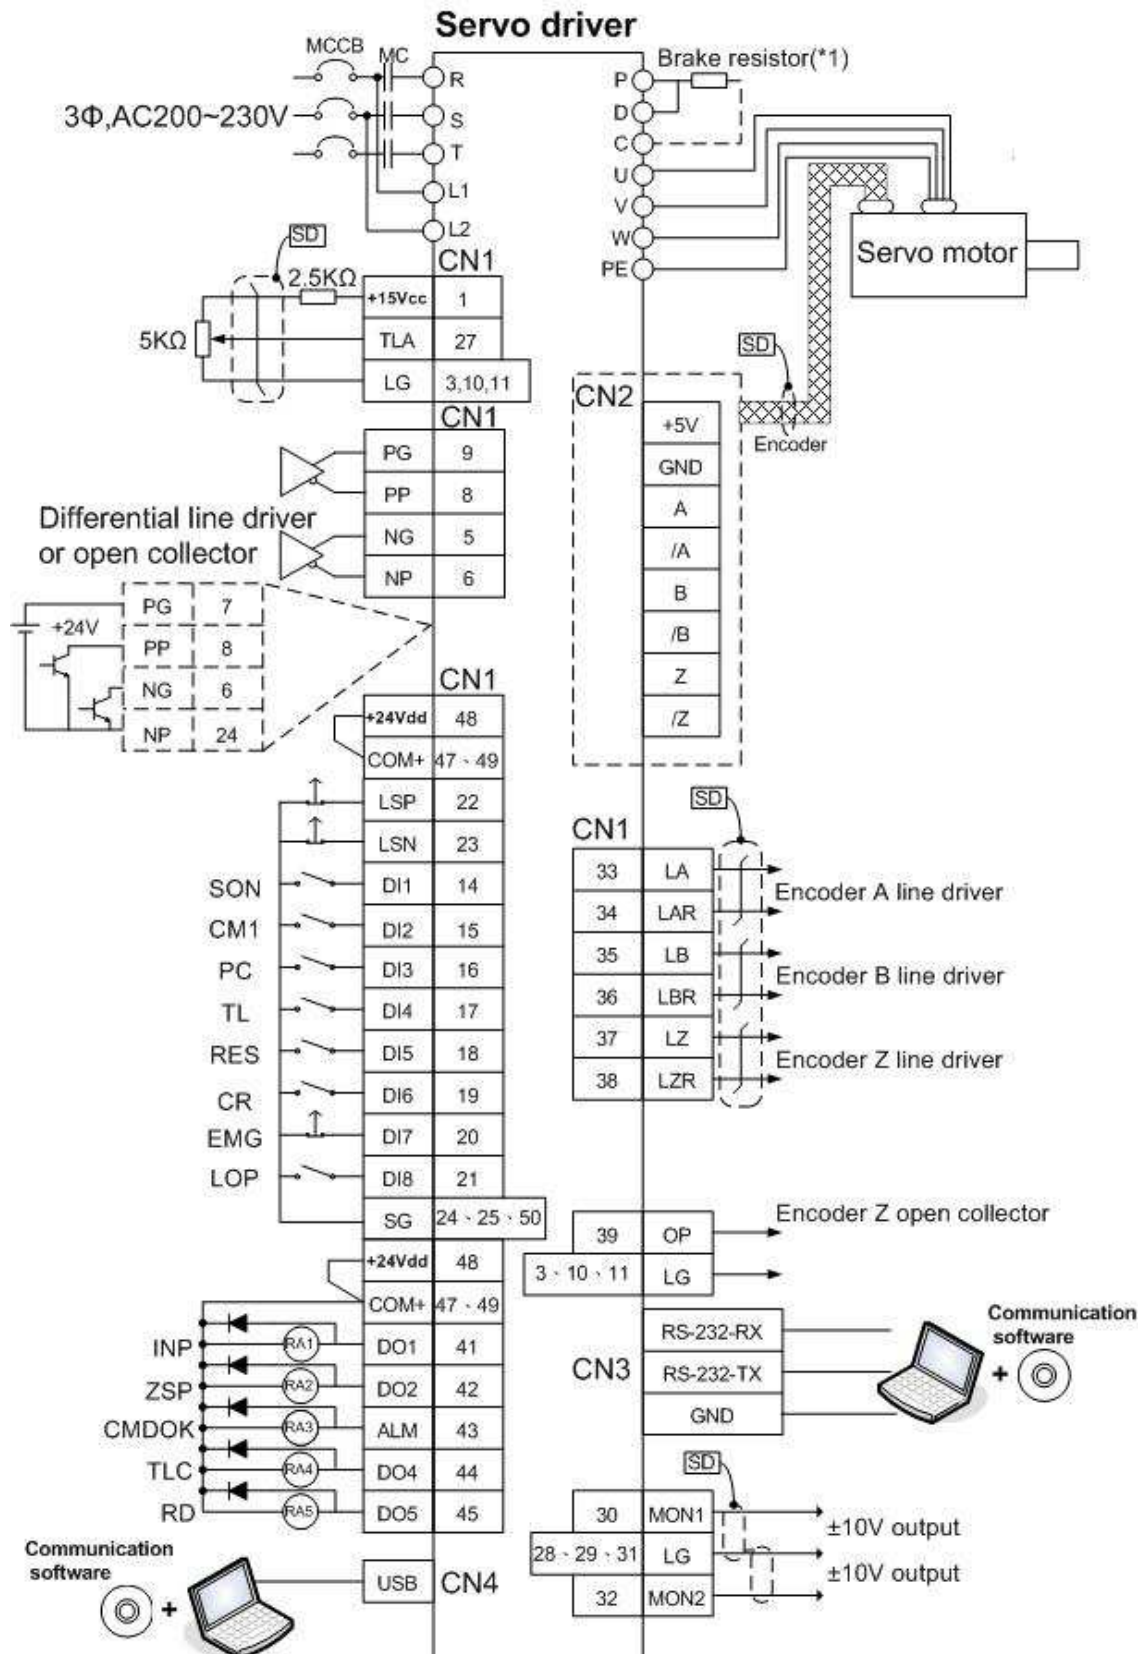 Servo driver
MCCB
MC
R
3Φ,AC200~230V
S
T
L1
L2
P
Brake resistor(*1)
D
C
U
V
W
PE
Servo motor
SD
CN1
2.5KΩ
+15Vcc 1
5KΩ
TLA 27
LG 3,10,11
CN1
PG 9
PP 8
NG 5
NP 6
Differential line driver
or open collector
+24V
PG 7
PP 8
NG 6
NP 24
CN1
+24Vdd 48
COM+ 47、49
LSP 22
LSN 23
SON DI1 14
CM1 DI2 15
PC DI3 16
TL DI4 17
RES DI5 18
CR DI6 19
EMG DI7 20
LOP DI8 21
SG 24、25、50
+24Vdd 48
COM+ 47、49
INP RA1 DO1 41
ZSP RA2 DO2 42
CMDOK RA3 ALM 43
TLC RA4 DO4 44
RD RA5 DO5 45
Communication
software
+
USB CN4
SD
CN2
Encoder
+5V
GND
A
/A
B
/B
Z
/Z
SD
CN1
33 LA
34 LAR
Encoder A line driver
35 LB
36 LBR
Encoder B line driver
37 LZ
38 LZR
Encoder Z line driver
39 OP
Encoder Z open collector
3、10、11 LG
CN3
RS-232-RX
RS-232-TX
GND
Communication
software
+
SD
30 MON1
±10V output
28、29、31 LG
±10V output
32 MON2